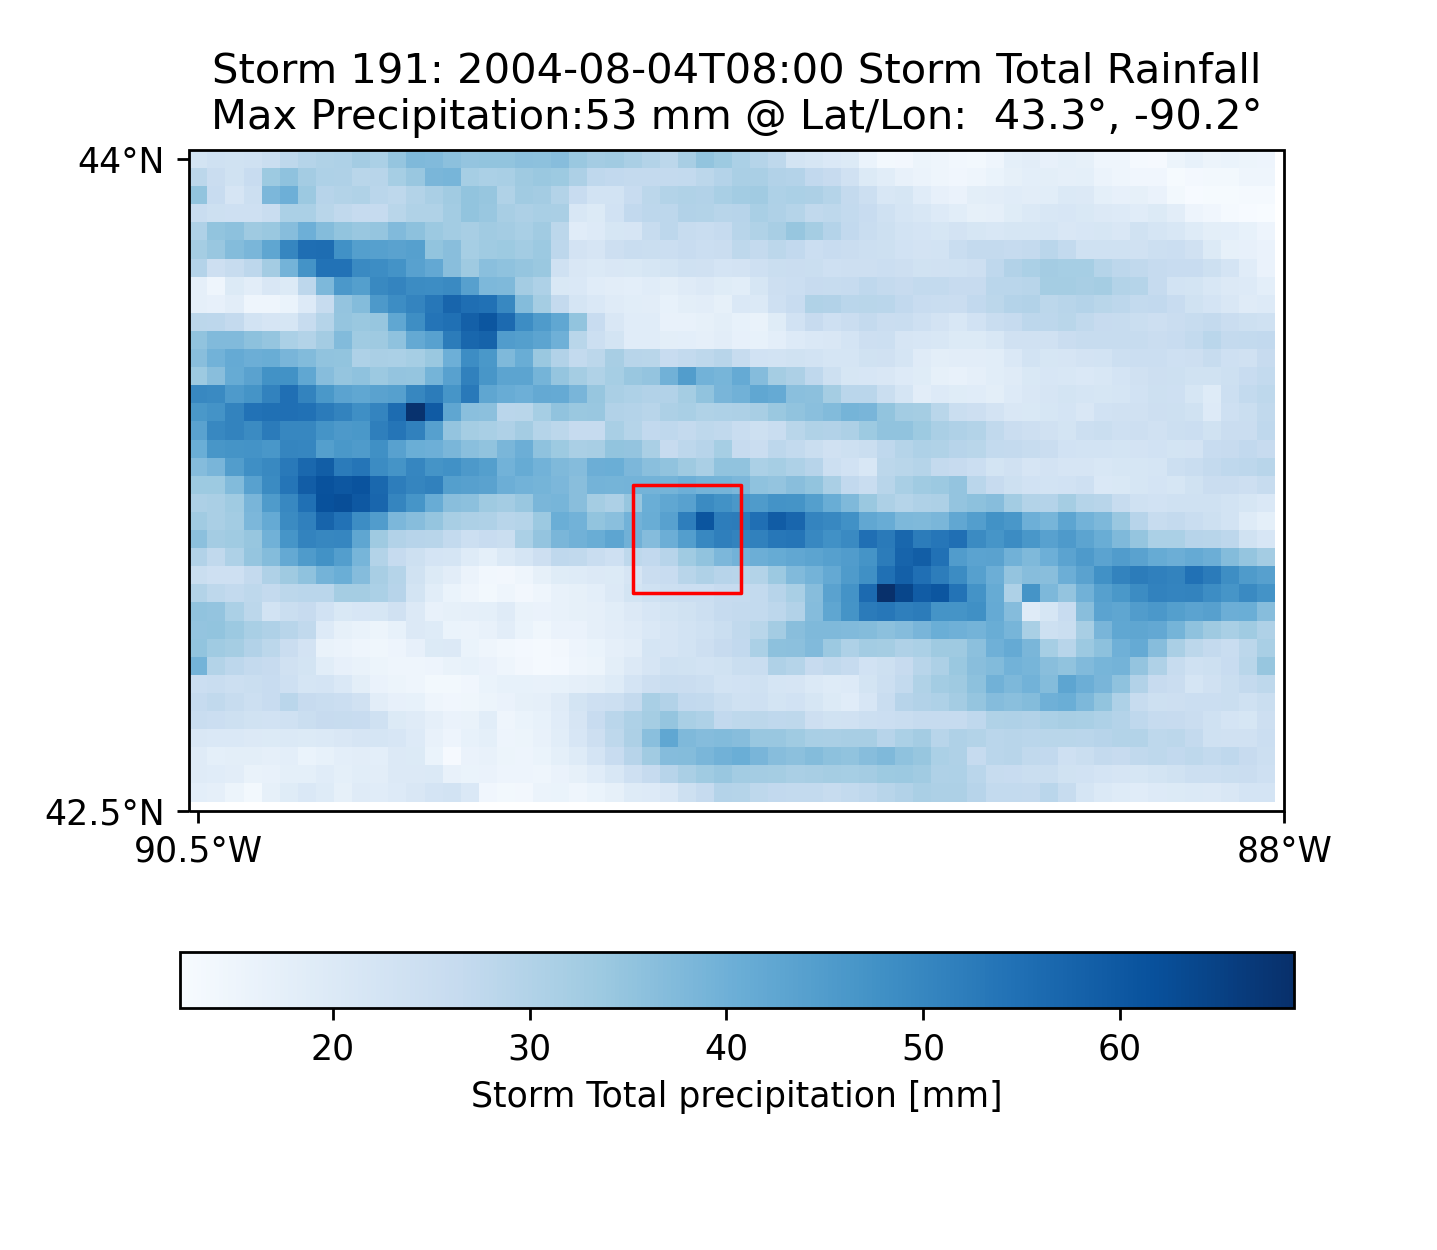 Storm 191: 2004-08-04T08:00 Storm Total Rainfall
Max Precipitation:53 mm @ Lat/Lon:  43.3°, -90.2°
44°N
42.5°N
90.5°W 88°W
20 30 40 50 60
Storm Total precipitation [mm]